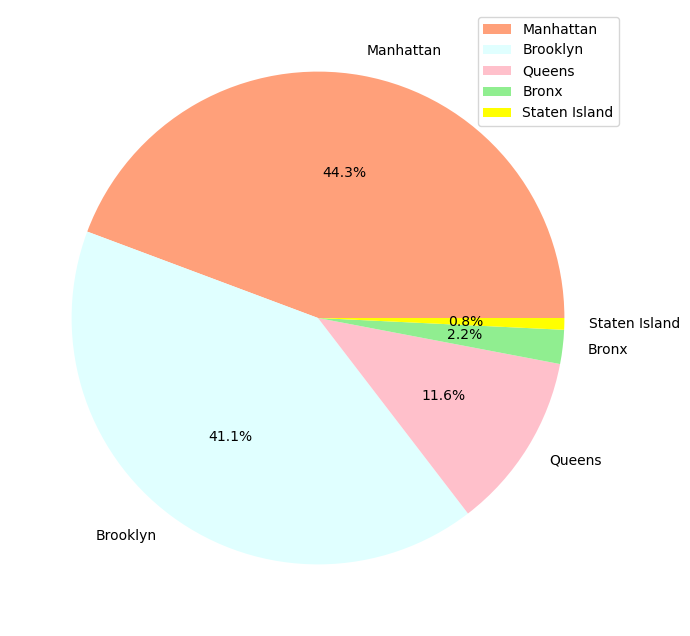 Manhattan
Brooklyn
Queens
Bronx
Staten Island
Manhattan
44.3%
0.8%
Staten Island
2.2%
Bronx
11.6%
41.1%
Queens
Brooklyn